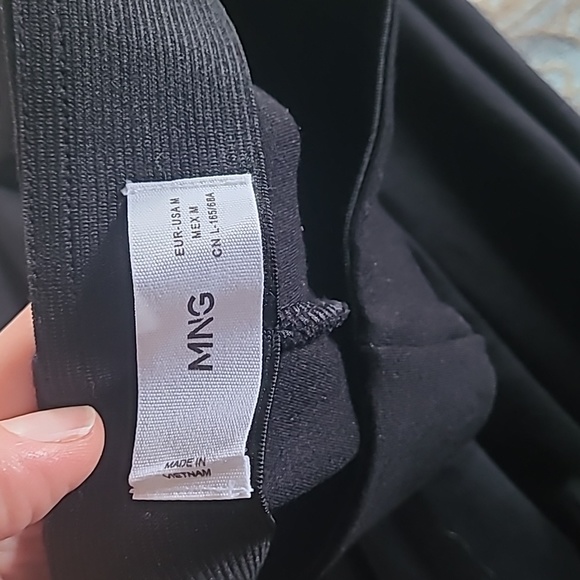 EUR-USA M
MEX M
CN L-165/68A
MNG
MADE IN
VIETNAM